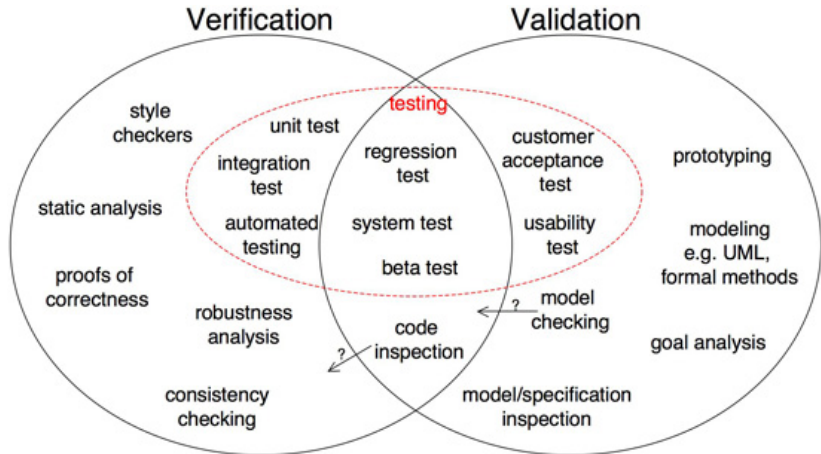 Verification
Validation
testing
style
checkers
unit test
regression
test
customer
acceptance
test
prototyping
integration
test
static analysis
automated
testing
system test
usability
test
modeling
e.g. UML,
formal methods
beta test
proofs of
correctness
robustness
analysis
?
model
checking
?
code
inspection
goal analysis
consistency
checking
model/specification
inspection